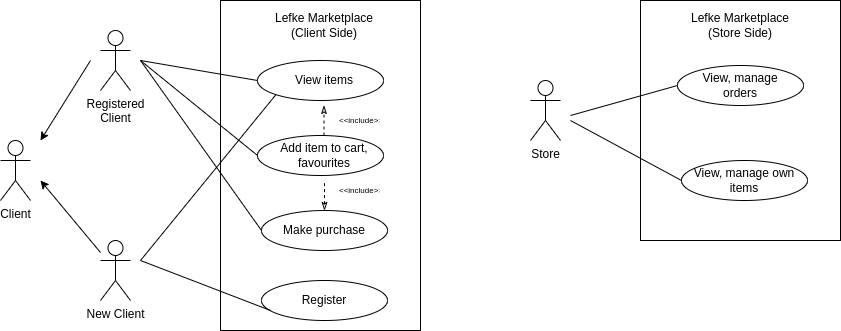 Lefke Marketplace
(Client Side)
Lefke Marketplace
(Store Side)
View items
View, manage
orders
Registered
Client
<<include>:
Add item to cart,
favourites
Store
View, manage own
items
<<include>:
Client
Make purchase
Register
New Client